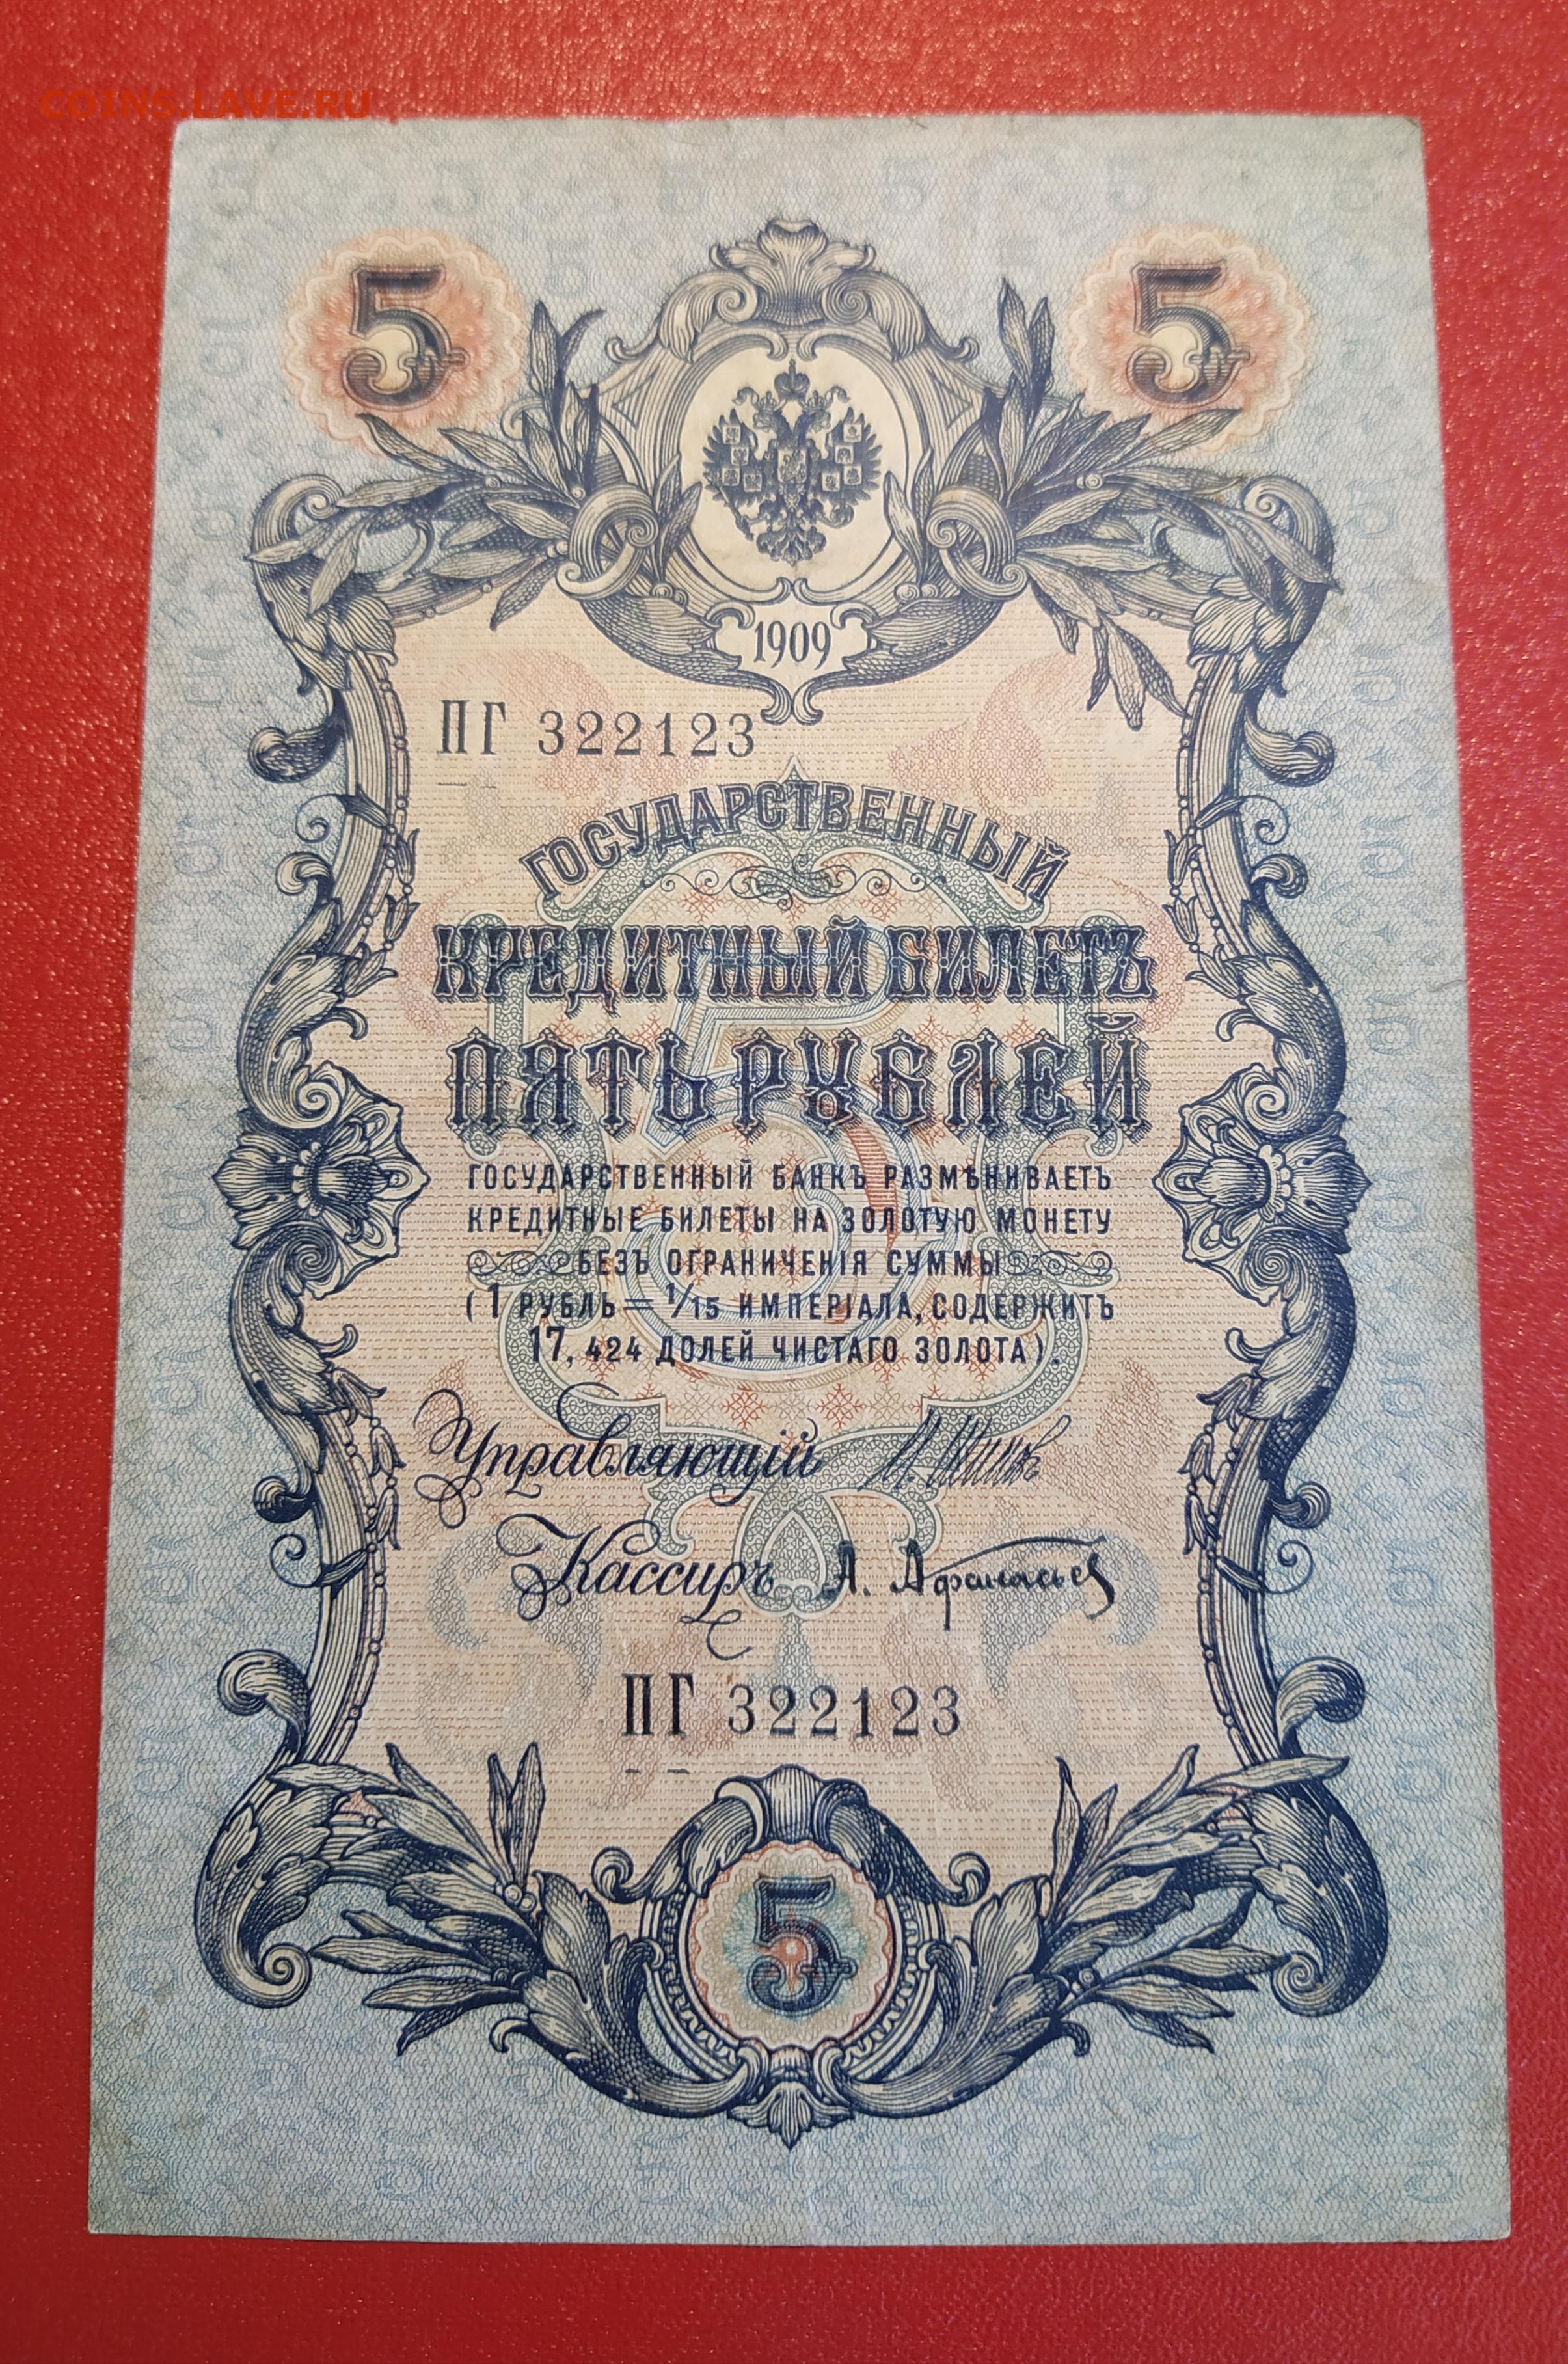 COINS.LAVE.RU
5 5
1909
ПГ 322123
ГОСУДАРСТВЕННЫЙ
КРЕДИТНЫЙ БИЛЕТЪ
ПЯТЬ РУБЛЕЙ
ГОСУДАРСТВЕННЫЙ БАНКЪ РАЗМѢНИВАЕТЪ
КРЕДИТНЫЕ БИЛЕТЫ НА ЗОЛОТУЮ МОНЕТУ
БЕЗЪ ОГРАНИЧЕНІЯ СУММЫ
(1 РУБЛЬ = 1/15 ИМПЕРІАЛА, СОДЕРЖИТЪ
17, 424 ДОЛЕЙ ЧИСТАГО ЗОЛОТА).
Управляющій И. Шипов
Кассиръ А. Афанасьев
ПГ 322123
5